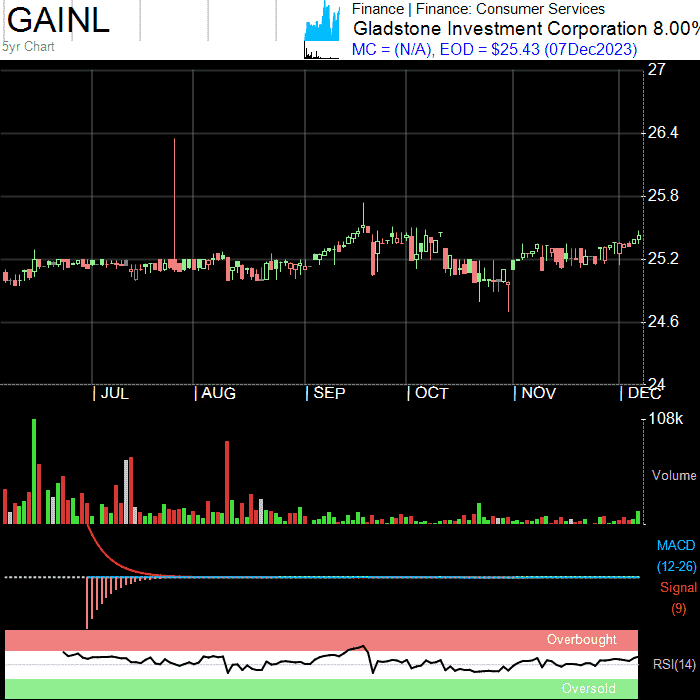 GAINL
5yr Chart
Finance | Finance: Consumer Services
Gladstone Investment Corporation 8.00%
MC = (N/A), EOD = $25.43 (07Dec2023)
27
26.4
25.8
25.2
24.6
24
JUL AUG SEP OCT NOV DEC
108k
Volume
MACD
(12-26)
Signal
(9)
Overbought
RSI(14)
Oversold